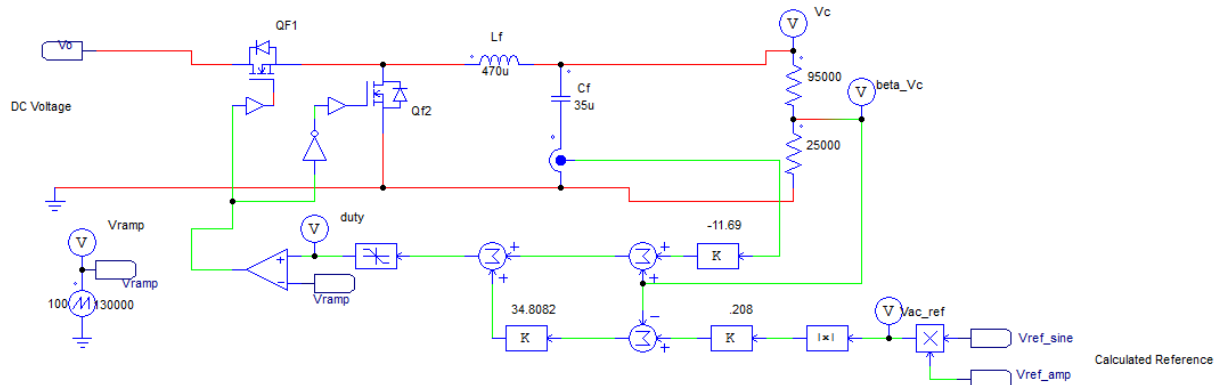 Vc
QF1
Lf
Vo
V
470u
95000
beta_Vc
Cf
V
35u
DC Voltage
Qf2
25000
Vramp
V
duty
V
-11.69
K
Vramp
Vramp
100
130000
34.8082
K
Σ
Σ
Σ
.208
K
|x|
Vac_ref
V
Vref_sine
Vref_amp
Calculated Reference